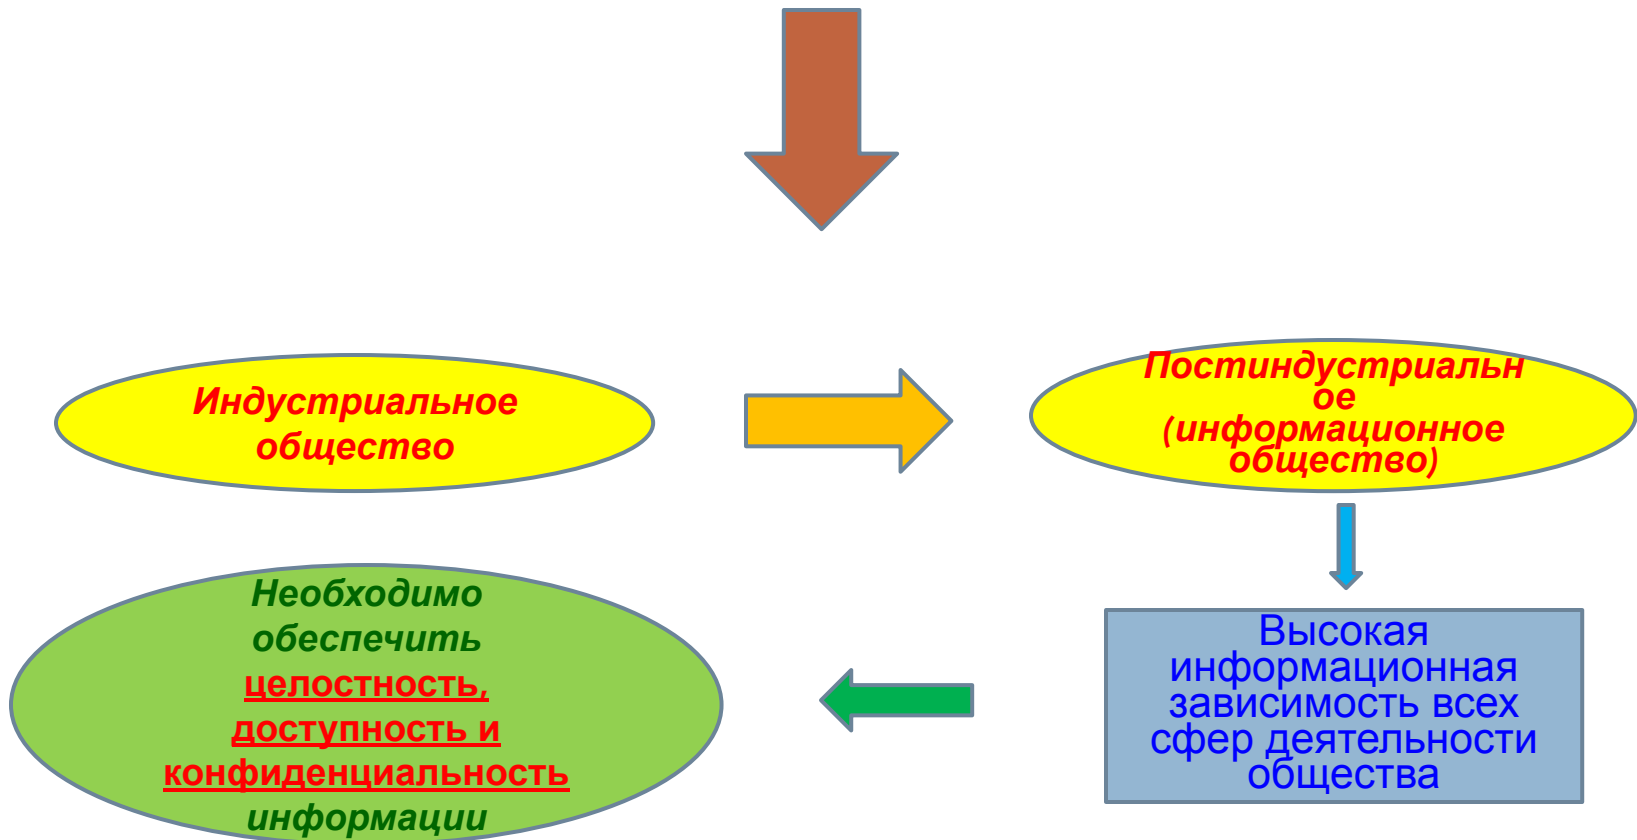 Индустриальное
общество
Постиндустриальн
ое
(информационное
общество)
Необходимо
обеспечить
целостность,
доступность и
конфиденциальность
информации
Высокая
информационная
зависимость всех
сфер деятельности
общества